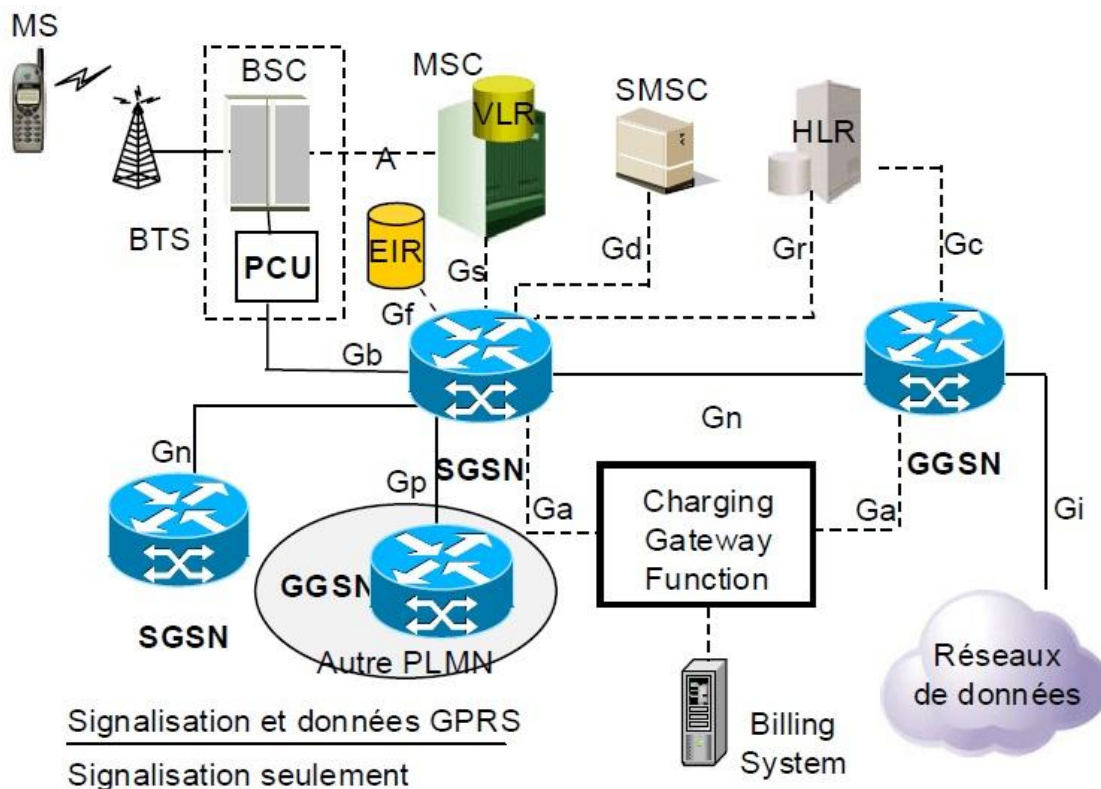 MS
BSC
MSC
VLR
SMSC
HLR
A
BTS
PCU
EIR
Gs
Gd
Gr
Gc
Gf
Gb
Gn
Gn
Gp
SGSN
GGSN
Ga
Charging
Gateway
Function
Ga
Gi
GGSN
SGSN
Autre PLMN
Réseaux
de données
Signalisation et données GPRS
Signalisation seulement
Billing
System